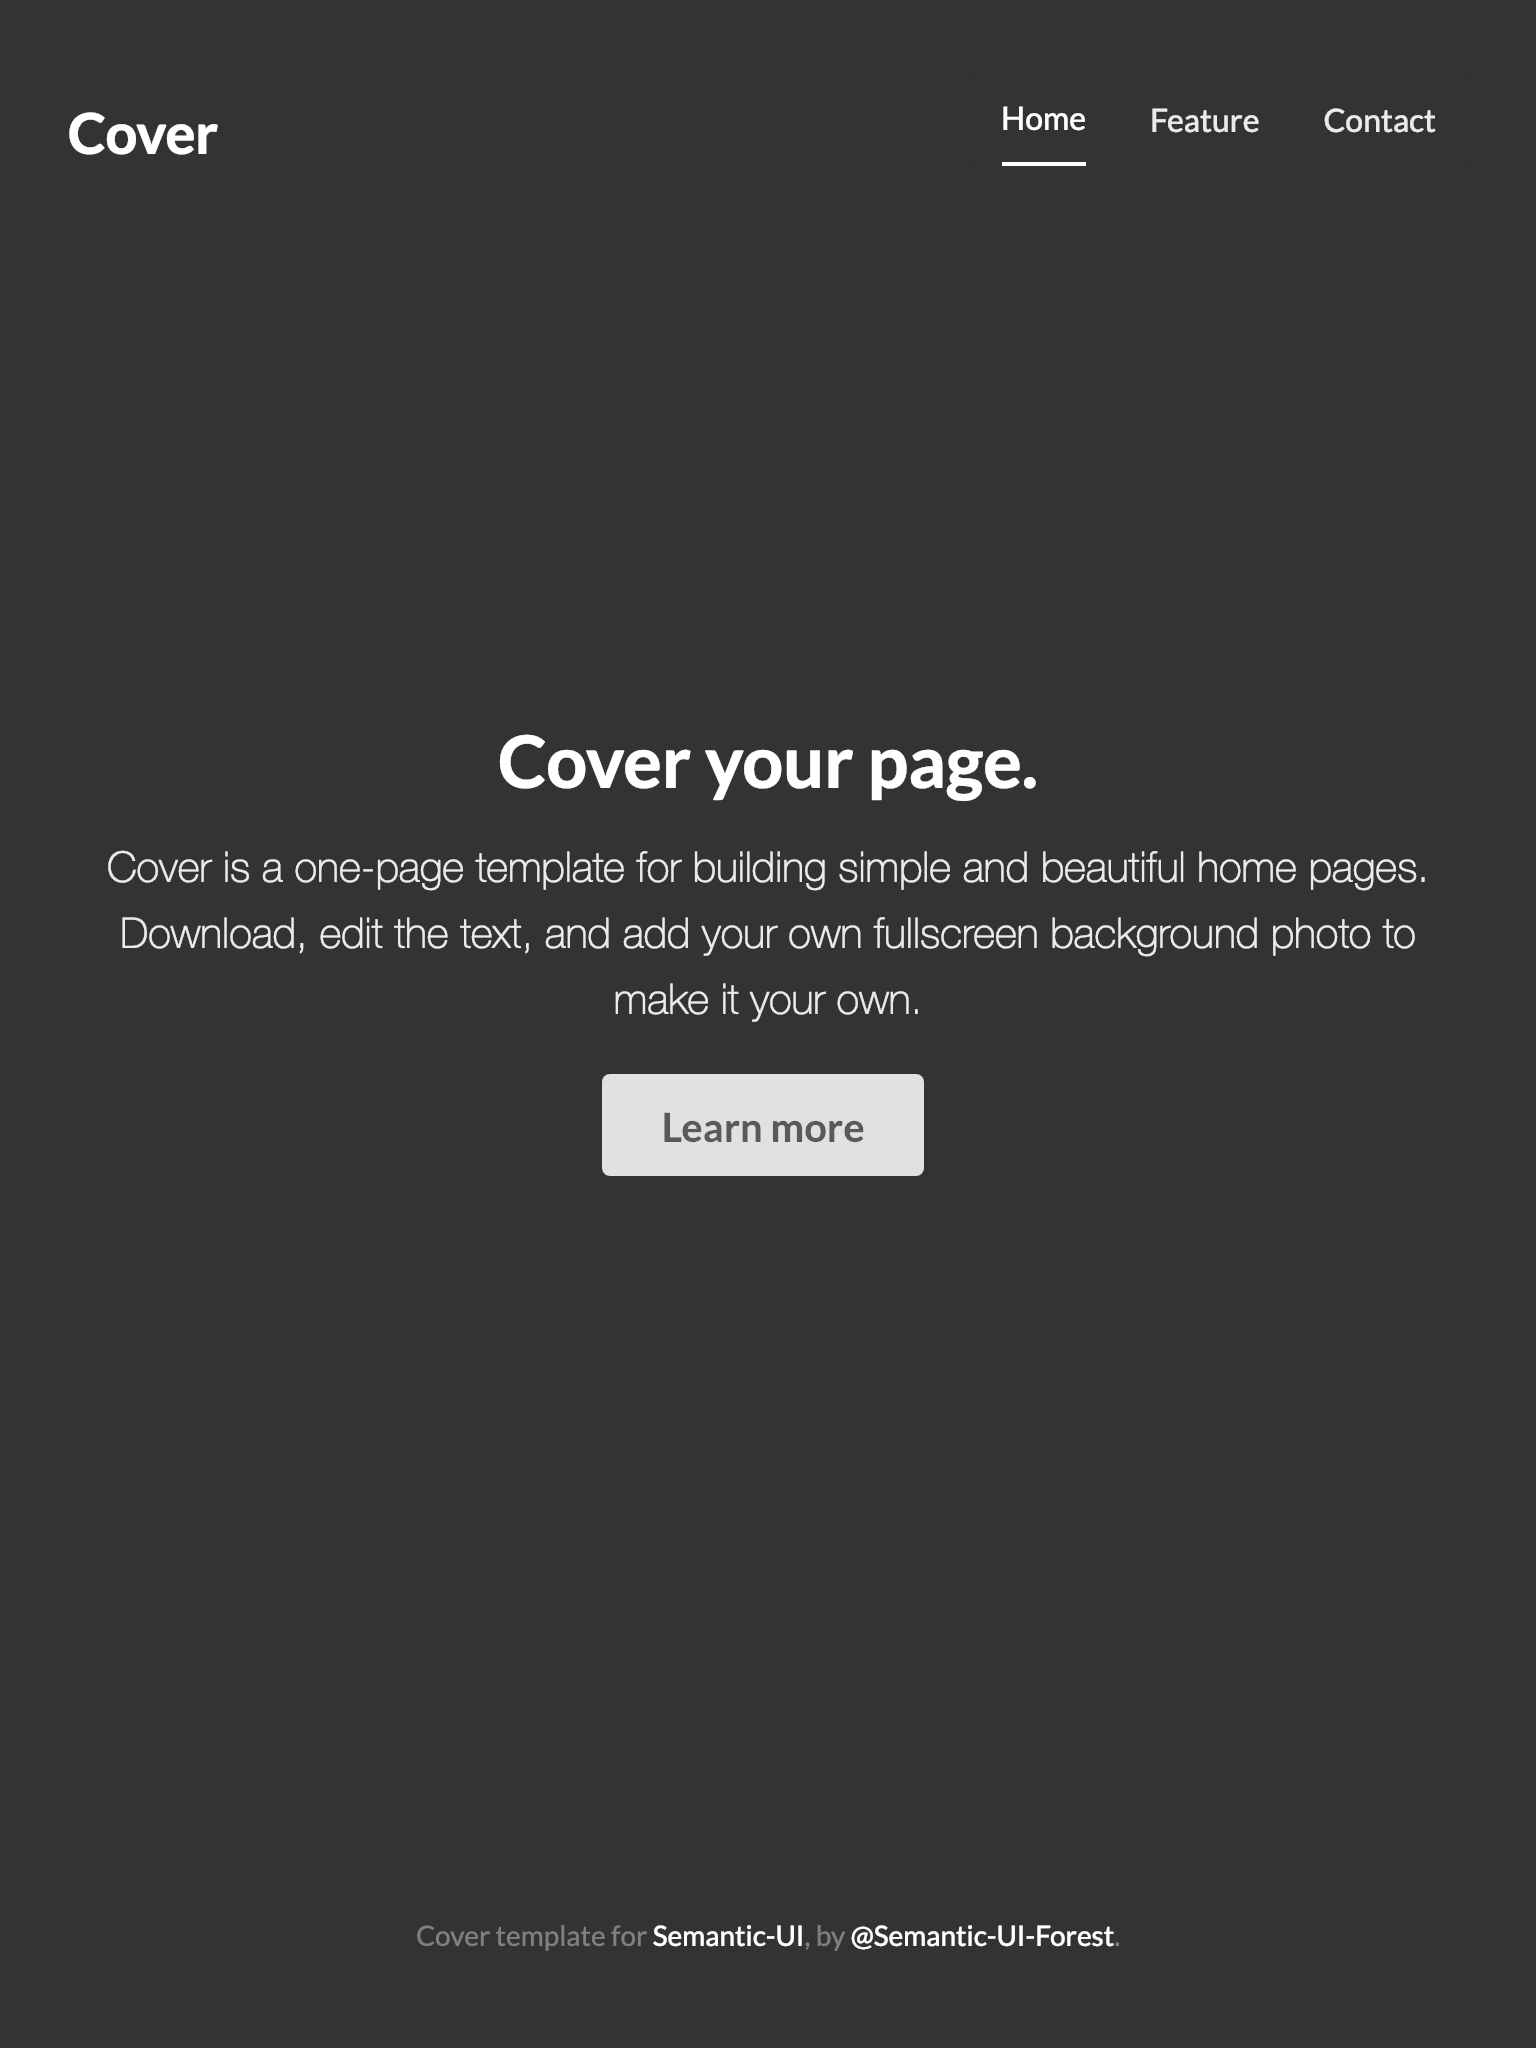 Cover
Home Feature Contact
Cover your page.
Cover is a one-page template for building simple and beautiful home pages.
Download, edit the text, and add your own fullscreen background photo to
make it your own.
Learn more
Cover template for Semantic-UI, by @Semantic-UI-Forest.